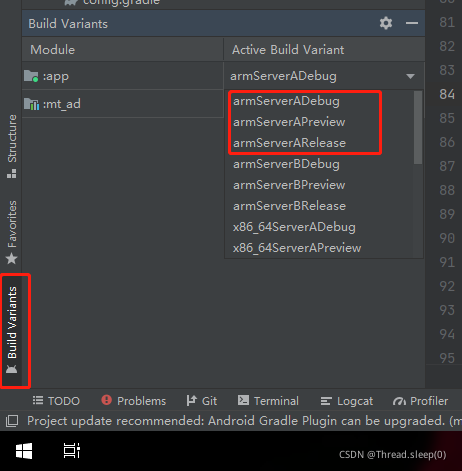 config.gradle
Build Variants
Module
Active Build Variant
:app
armServerADebug
:mt_ad
armServerADebug
armServerAPreview
armServerARelease
armServerBDebug
armServerBPreview
armServerBRelease
x86_64ServerADebug
x86_64ServerAPreview
81
82
83
84
85
86
87
88
89
90
91
92
93
94
95
Structure
Favorites
Build Variants
TODO
Problems
Git
Terminal
Logcat
Profiler
Project update recommended: Android Gradle Plugin can be upgraded. (m
CSDN @Thread.sleep(0)